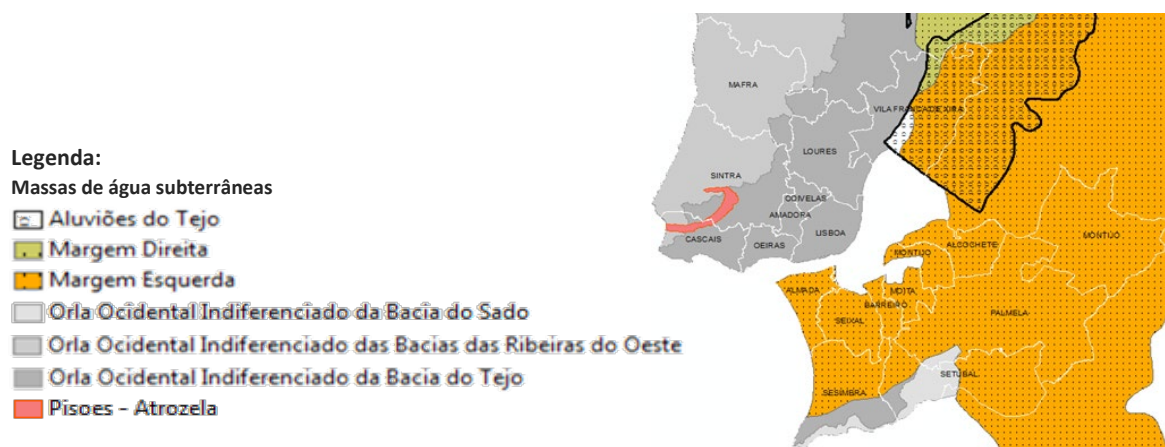 Legenda:
Massas de água subterrâneas
Aluviões do Tejo
Margem Direita
Margem Esquerda
Orla Ocidental Indiferenciado da Bacia do Sado
Orla Ocidental Indiferenciado das Bacias das Ribeiras do Oeste
Orla Ocidental Indiferenciado da Bacia do Tejo
Pisoes - Atrozela
MAFRA
VILA FRANCA DE XIRA
LOURES
SINTRA
ODIVELAS
AMADORA
LISBOA
CASCAIS
OEIRAS
MONTIJO
ALCOCHETE
MONTIJO
ALMADA
MOITA
BARREIRO
SEIXAL
PALMELA
SETÚBAL
SESIMBRA